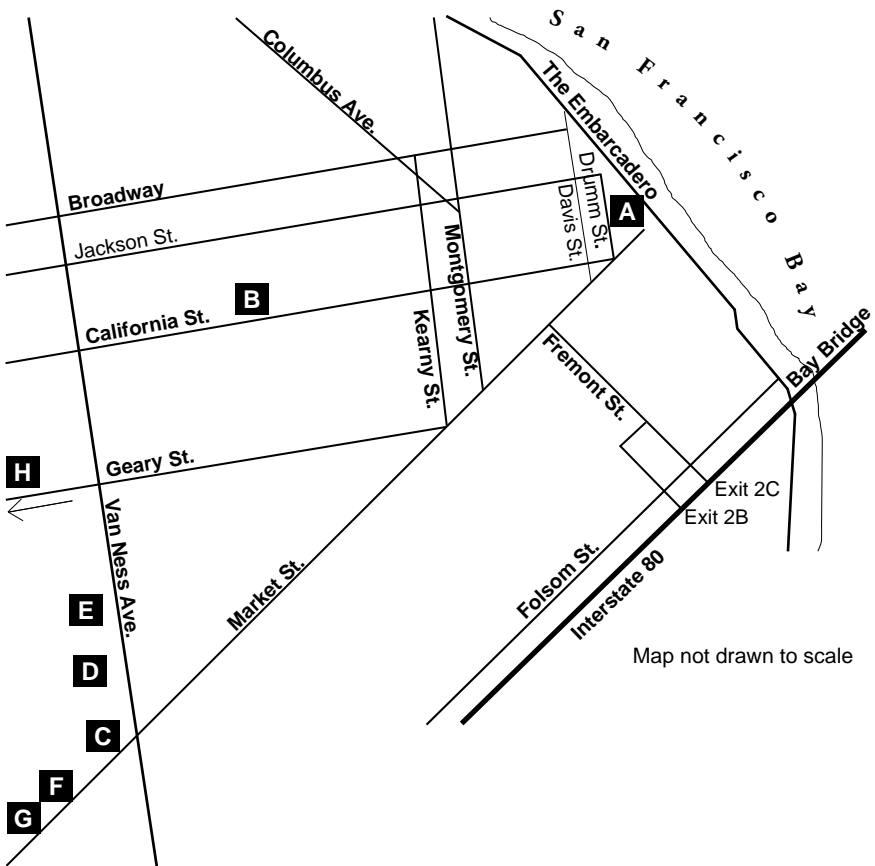 San Francisco Bay
Columbus Ave.
The Embarcadero
Broadway
Drumm St.
Davis St.
A
Jackson St.
Montgomery St.
B
California St.
Kearny St.
Fremont St.
Bay Bridge
H
Geary St.
Exit 2C
Exit 2B
Van Ness Ave.
Market St.
Folsom St.
Interstate 80
E
D
Map not drawn to scale
C
F
G